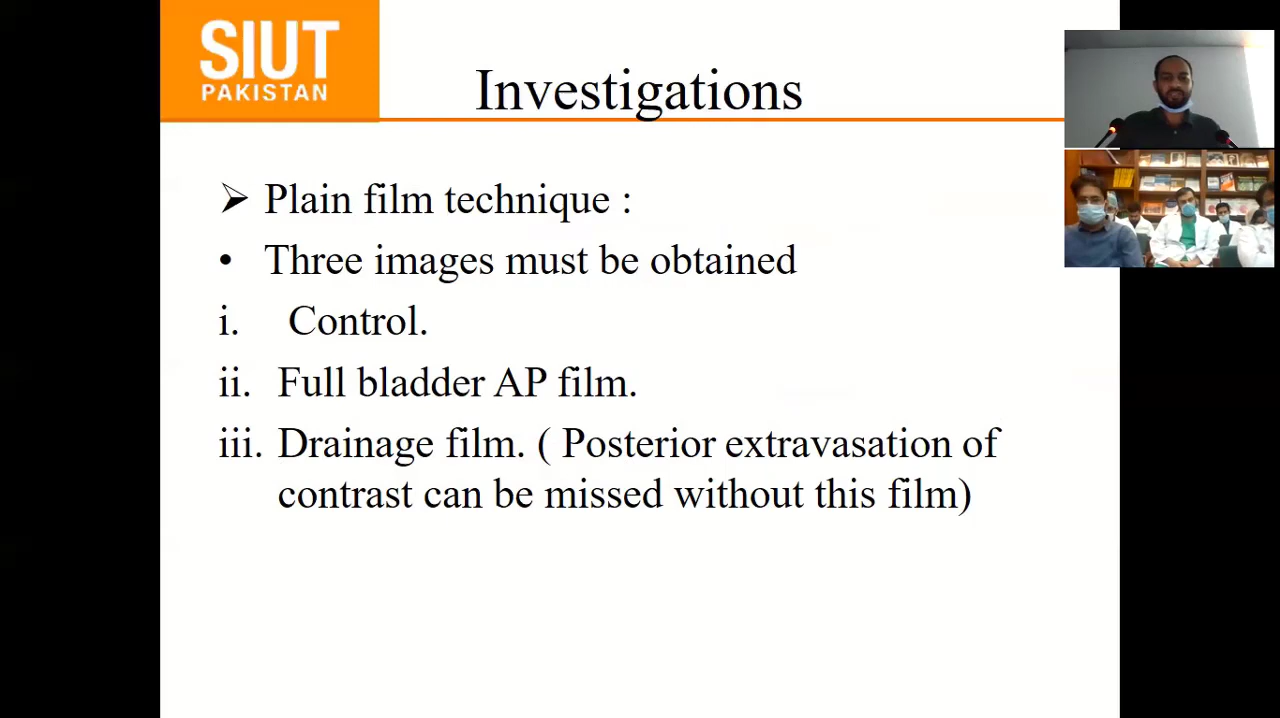 SIUT
PAKISTAN
Investigations
➢ Plain film technique :
• Three images must be obtained
i. Control.
ii. Full bladder AP film.
iii. Drainage film. ( Posterior extravasation of
contrast can be missed without this film)